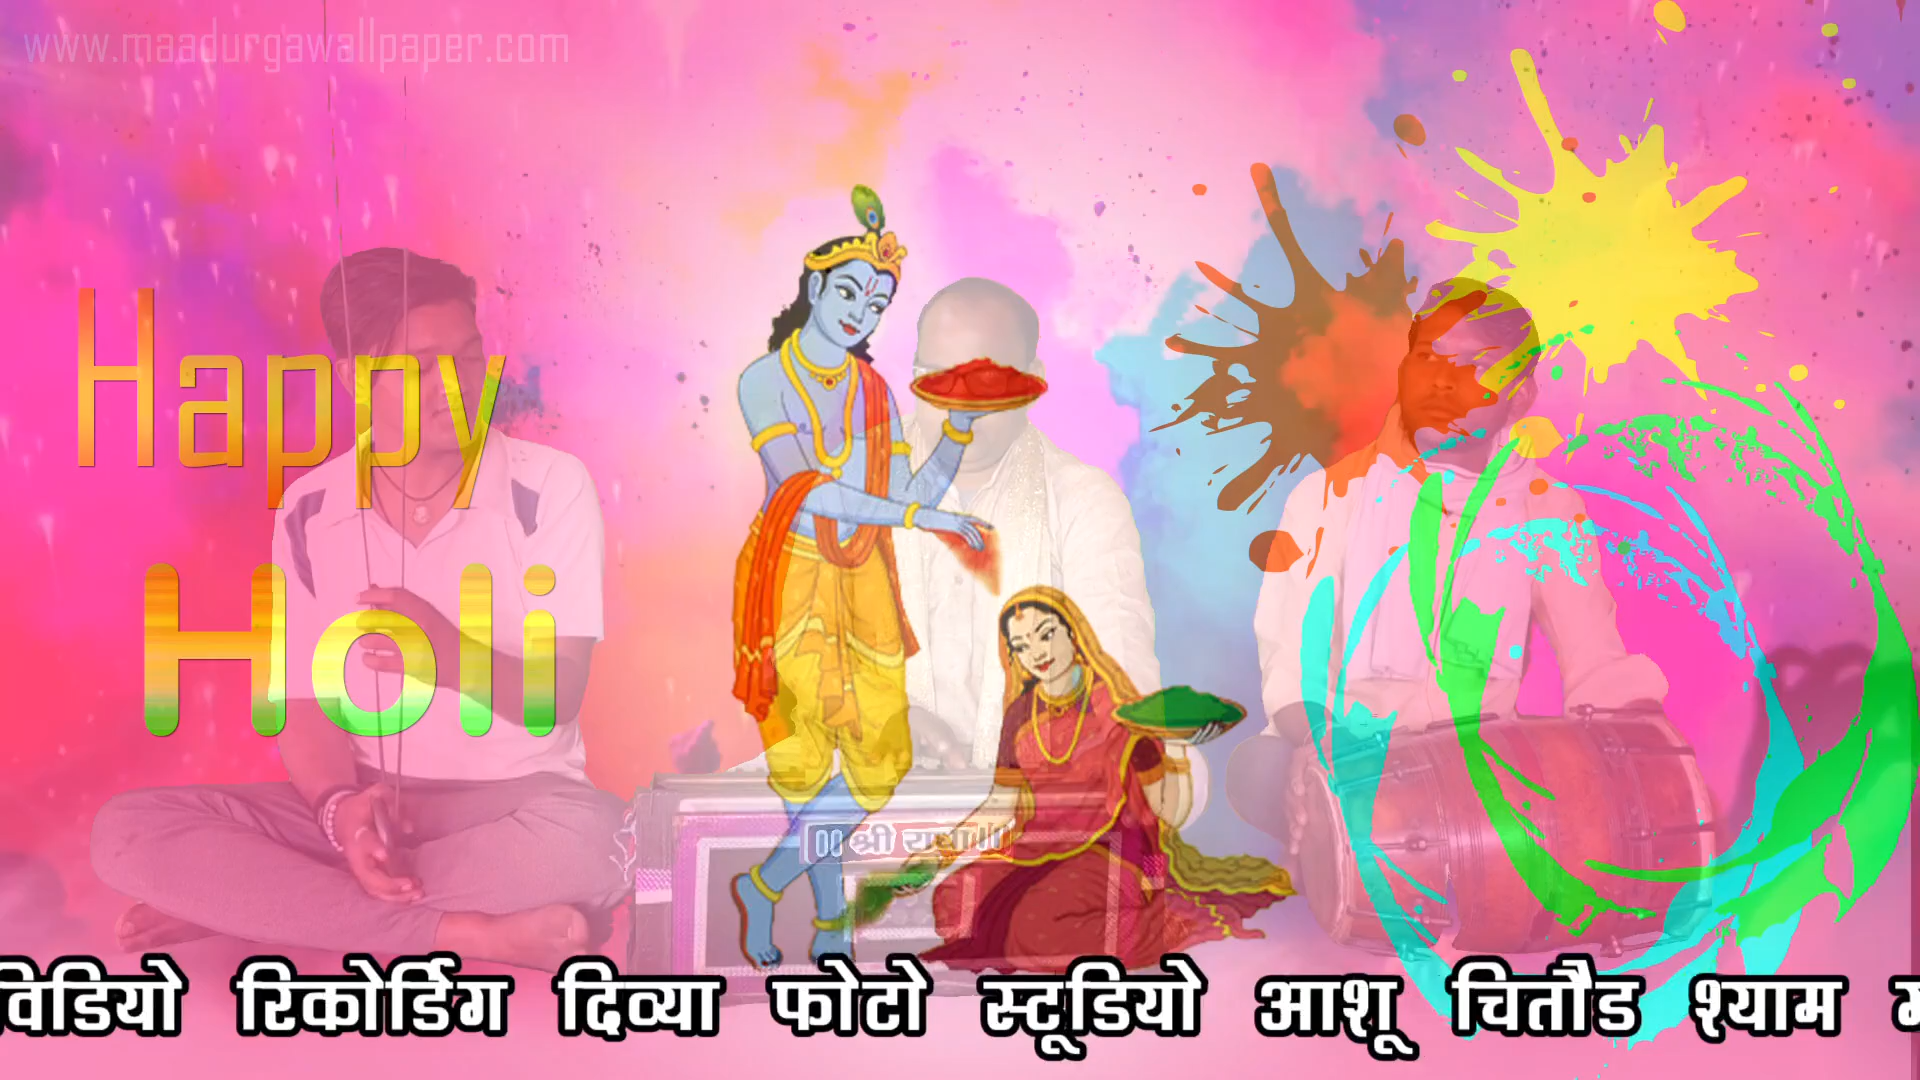 www.maadurgawallpaper.com
Happy
Holi
॥ श्री राधा॥
विडियो रिकोर्डिग दिव्या फोटो स्टूडियो आशू चितौड श्याम